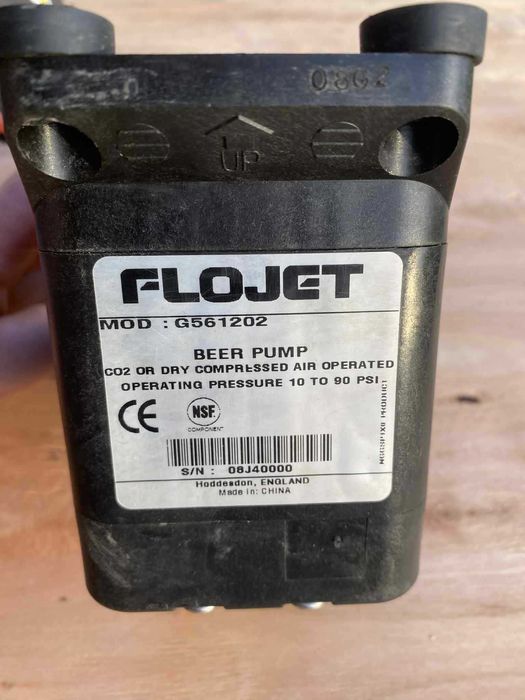 UP
FLOJET
MOD : G561202
BEER PUMP
CO2 OR DRY COMPRESSED AIR OPERATED
OPERATING PRESSURE 10 TO 90 PSI
CE
NSF.
COMPONENT
S/N : 08J40000
Hoddesdon, ENGLAND
Made in: CHINA
PRODUCT